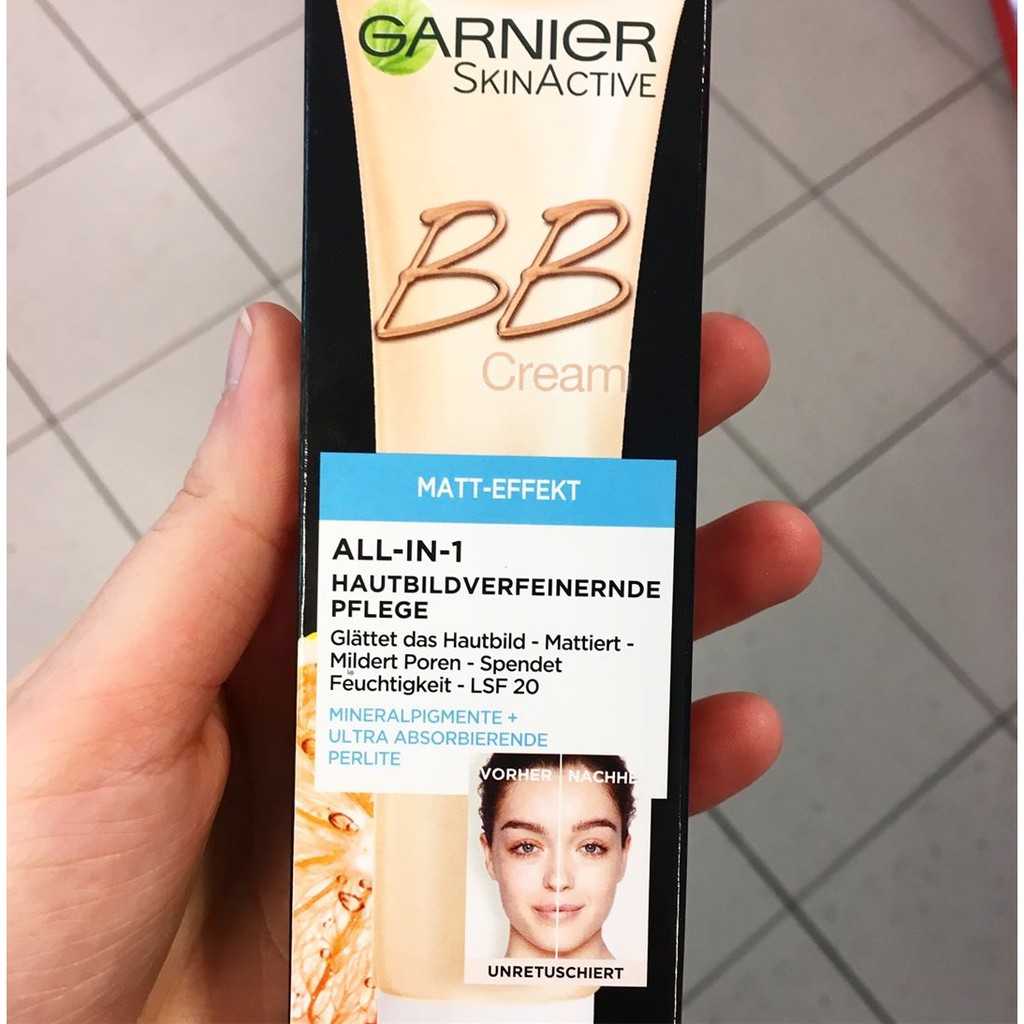 GARNIER
SKINACTIVE
BB
Cream
MATT-EFFEKT
ALL-IN-1
HAUTBILDVERFEINERNDE
PFLEGE
Glättet das Hautbild - Mattiert -
Mildert Poren - Spendet
Feuchtigkeit - LSF 20
MINERALPIGMENTE +
ULTRA ABSORBIERENDE
PERLITE
VORHER NACHHE
UNRETUSCHIERT